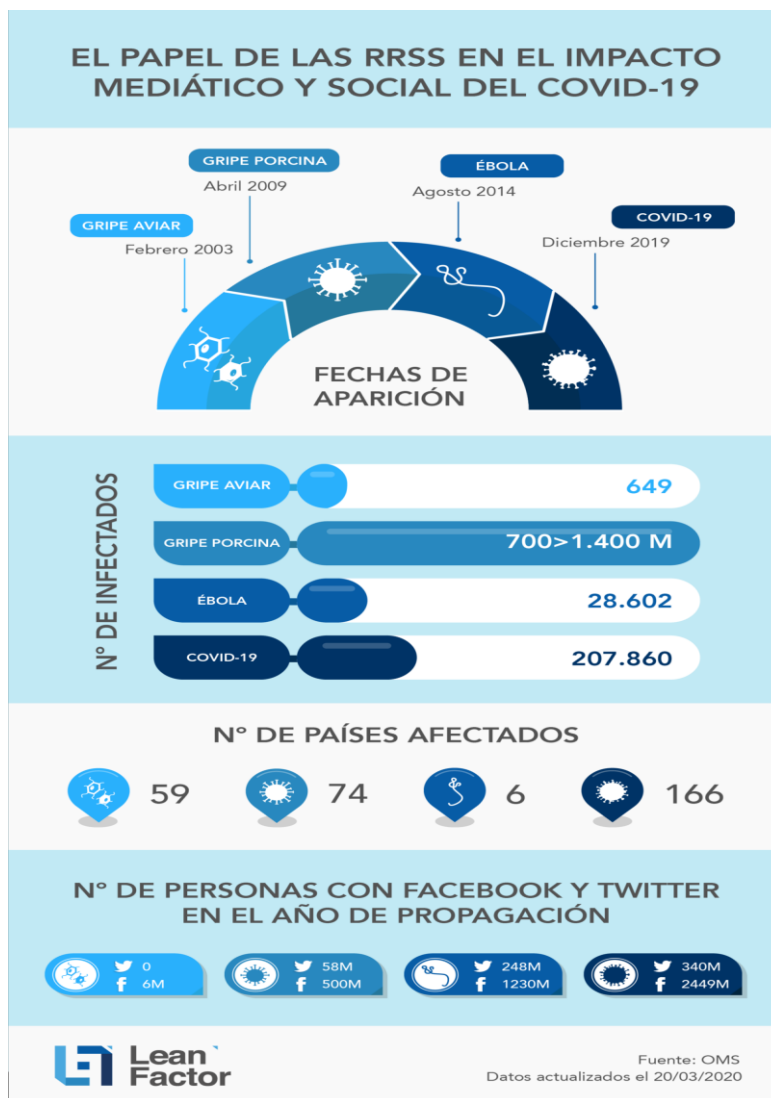 EL PAPEL DE LAS RRSS EN EL IMPACTO
MEDIÁTICO Y SOCIAL DEL COVID-19
GRIPE PORCINA
Abril 2009
ÉBOLA
Agosto 2014
GRIPE AVIAR
Febrero 2003
COVID-19
Diciembre 2019
FECHAS DE
APARICIÓN
Nº DE INFECTADOS
GRIPE AVIAR
649
GRIPE PORCINA
700>1.400 M
ÉBOLA
28.602
COVID-19
207.860
Nº DE PAÍSES AFECTADOS
59
74
6
166
Nº DE PERSONAS CON FACEBOOK Y TWITTER
EN EL AÑO DE PROPAGACIÓN
0
6M
58M
500M
248M
1230M
340M
2449M
Lean
Factor
Fuente: OMS
Datos actualizados el 20/03/2020